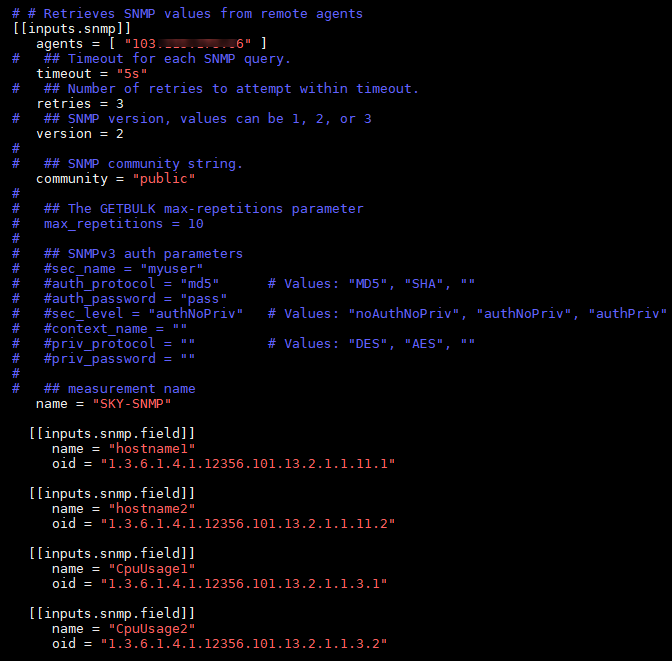 # # Retrieves SNMP values from remote agents
[[inputs.snmp]]
agents = [ "103. 6" ]
# ## Timeout for each SNMP query.
timeout = "5s"
# ## Number of retries to attempt within timeout.
retries = 3
# ## SNMP version, values can be 1, 2, or 3
version = 2
#
# ## SNMP community string.
community = "public"
#
# ## The GETBULK max-repetitions parameter
# max_repetitions = 10
#
# ## SNMPv3 auth parameters
# #sec_name = "myuser"
# #auth_protocol = "md5" # Values: "MD5", "SHA", ""
# #auth_password = "pass"
# #sec_level = "authNoPriv" # Values: "noAuthNoPriv", "authNoPriv", "authPriv"
# #context_name = ""
# #priv_protocol = "" # Values: "DES", "AES", ""
# #priv_password = ""
#
# ## measurement name
name = "SKY-SNMP"
[[inputs.snmp.field]]
name = "hostname1"
oid = "1.3.6.1.4.1.12356.101.13.2.1.1.11.1"
[[inputs.snmp.field]]
name = "hostname2"
oid = "1.3.6.1.4.1.12356.101.13.2.1.1.11.2"
[[inputs.snmp.field]]
name = "CpuUsage1"
oid = "1.3.6.1.4.1.12356.101.13.2.1.1.3.1"
[[inputs.snmp.field]]
name = "CpuUsage2"
oid = "1.3.6.1.4.1.12356.101.13.2.1.1.3.2"